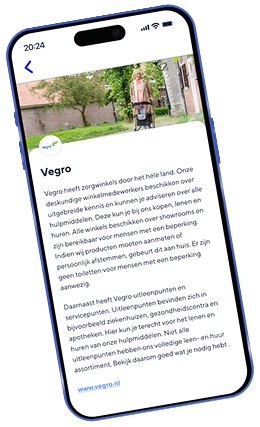 20:24
Vegro
Vegro
Vegro heeft zorgwinkels door het hele land. Onze
deskundige winkelmedewerkers beschikken over
uitgebreide kennis en kunnen je adviseren over alle
hulpmiddelen. Deze kun je bij ons kopen, lenen en
huren. Alle winkels beschikken over showrooms en
zijn bereikbaar voor mensen met een beperking.
Indien wij producten moeten aanmeten of
persoonlijk afstemmen, gebeurt dit aan huis. Er zijn
geen toiletten voor mensen met een beperking
aanwezig.
Daarnaast heeft Vegro uitleenpunten en
servicepunten. Uitleenpunten bevinden zich in
bijvoorbeeld ziekenhuizen, gezondheidscentra en
apotheken. Hier kun je terecht voor het lenen en
huren van onze hulpmiddelen. Niet alle
uitleenpunten hebben ons volledige leen- en huur
assortiment. Bekijk daarom goed wat je nodig hebt .
www.vegro.nl